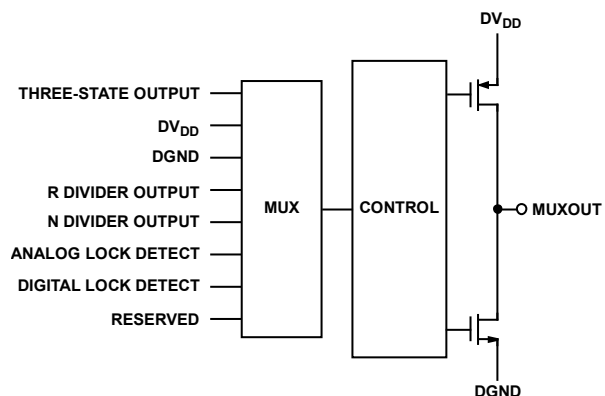 DVDD
THREE-STATE OUTPUT
DVDD
DGND
R DIVIDER OUTPUT
N DIVIDER OUTPUT
ANALOG LOCK DETECT
DIGITAL LOCK DETECT
RESERVED
MUX
CONTROL
MUXOUT
DGND